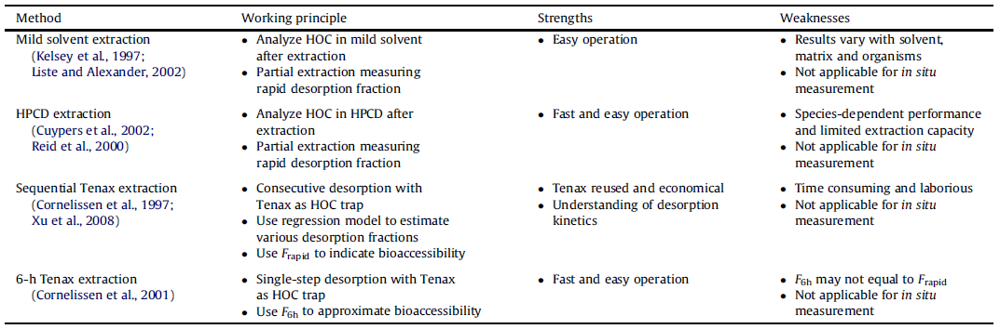 Method Working principle Strengths Weaknesses
Mild solvent extraction
(Kelsey et al., 1997;
Liste and Alexander, 2002)
• Analyze HOC in mild solvent
after extraction
• Partial extraction measuring
rapid desorption fraction
• Easy operation
• Results vary with solvent,
matrix and organisms
• Not applicable for in situ
measurement
HPCD extraction
(Cuypers et al., 2002;
Reid et al., 2000)
• Analyze HOC in HPCD after
extraction
• Partial extraction measuring
rapid desorption fraction
• Fast and easy operation
• Species-dependent performance
and limited extraction capacity
• Not applicable for in situ
measurement
Sequential Tenax extraction
(Cornelissen et al., 1997;
Xu et al., 2008)
• Consecutive desorption with
Tenax as HOC trap
• Use regression model to estimate
various desorption fractions
• Use Frapid to indicate bioaccessibility
• Tenax reused and economical
• Understanding of desorption
kinetics
• Time consuming and laborious
• Not applicable for in situ
measurement
6-h Tenax extraction
(Cornelissen et al., 2001)
• Single-step desorption with Tenax
as HOC trap
• Use F6h to approximate bioaccessibility
• Fast and easy operation
• F6h may not equal to Frapid
• Not applicable for in situ
measurement